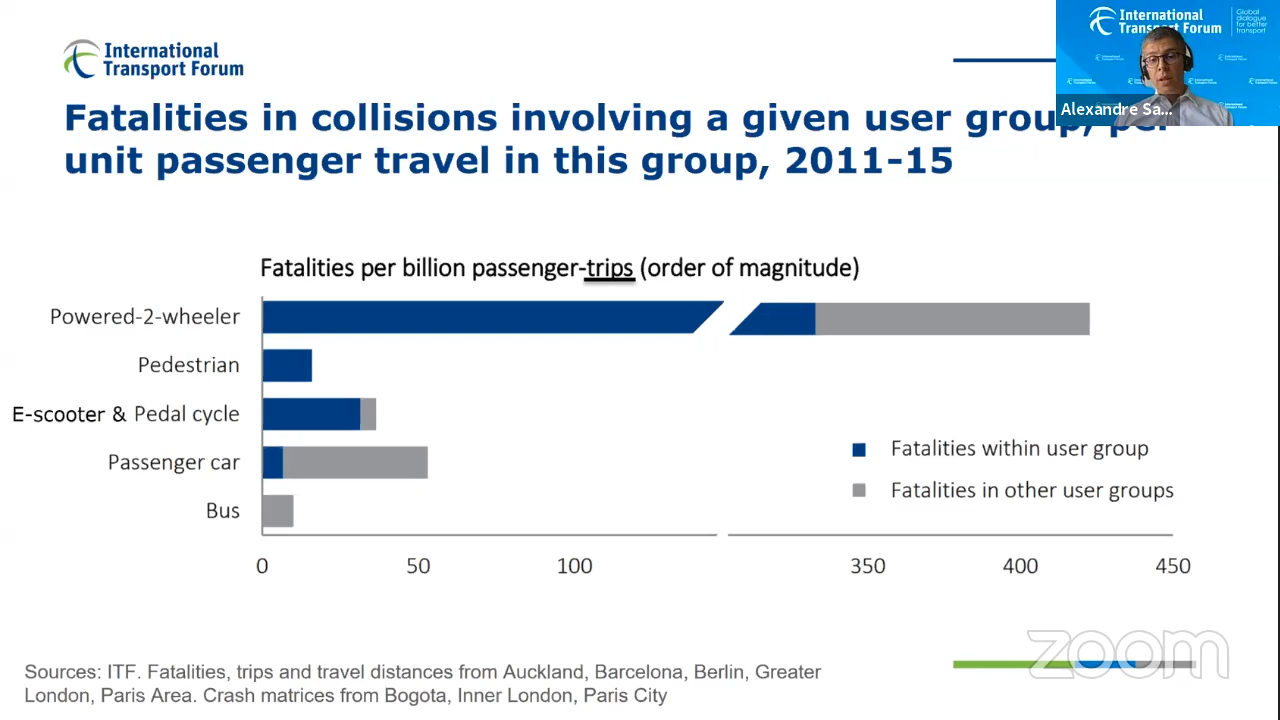 International
Transport Forum
International
Transport Forum
Global
dialogue
for better
transport
Alexandre Sa...
Fatalities in collisions involving a given user group, per
unit passenger travel in this group, 2011-15
Fatalities per billion passenger-trips (order of magnitude)
Powered-2-wheeler
Pedestrian
E-scooter & Pedal cycle
Passenger car
Bus
Fatalities within user group
Fatalities in other user groups
0 50 100 350 400 450
zoom
Sources: ITF. Fatalities, trips and travel distances from Auckland, Barcelona, Berlin, Greater
London, Paris Area. Crash matrices from Bogota, Inner London, Paris City